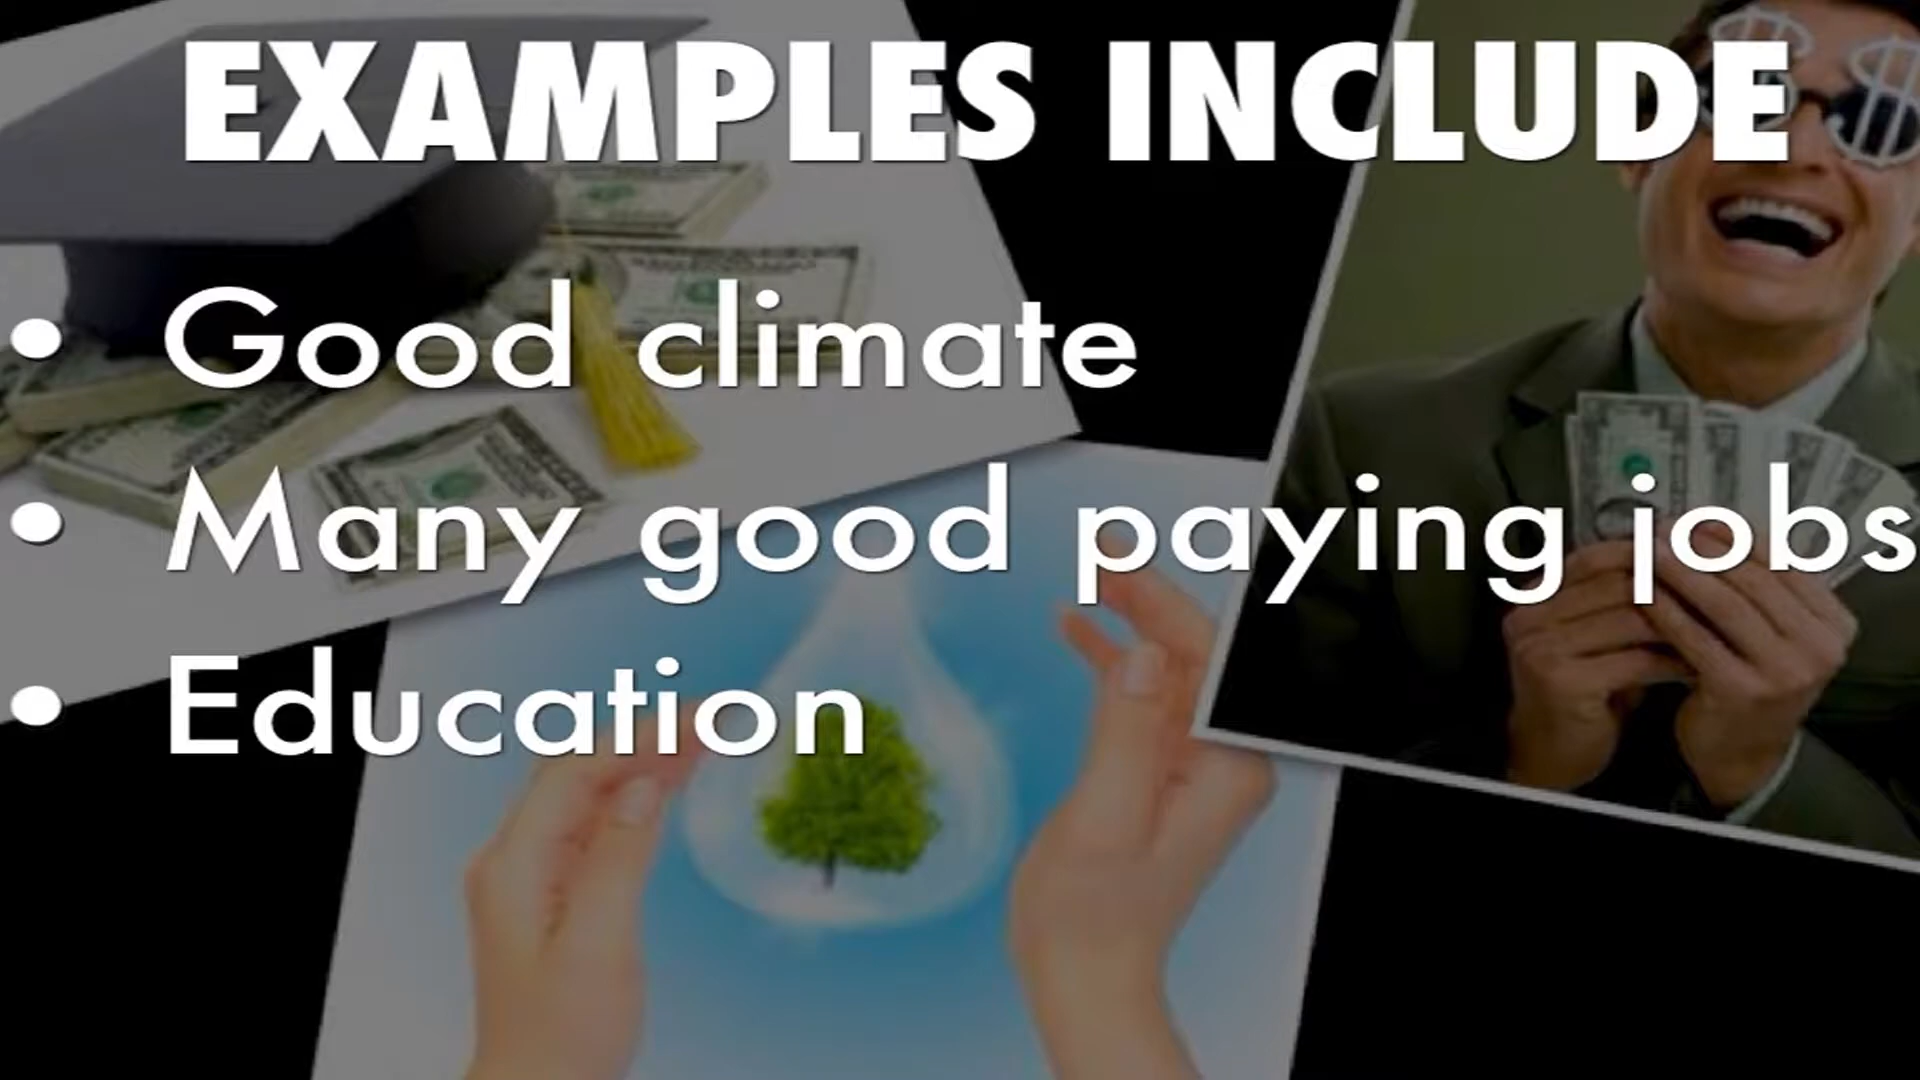 EXAMPLES INCLUDE
• Good climate
• Many good paying jobs
• Education